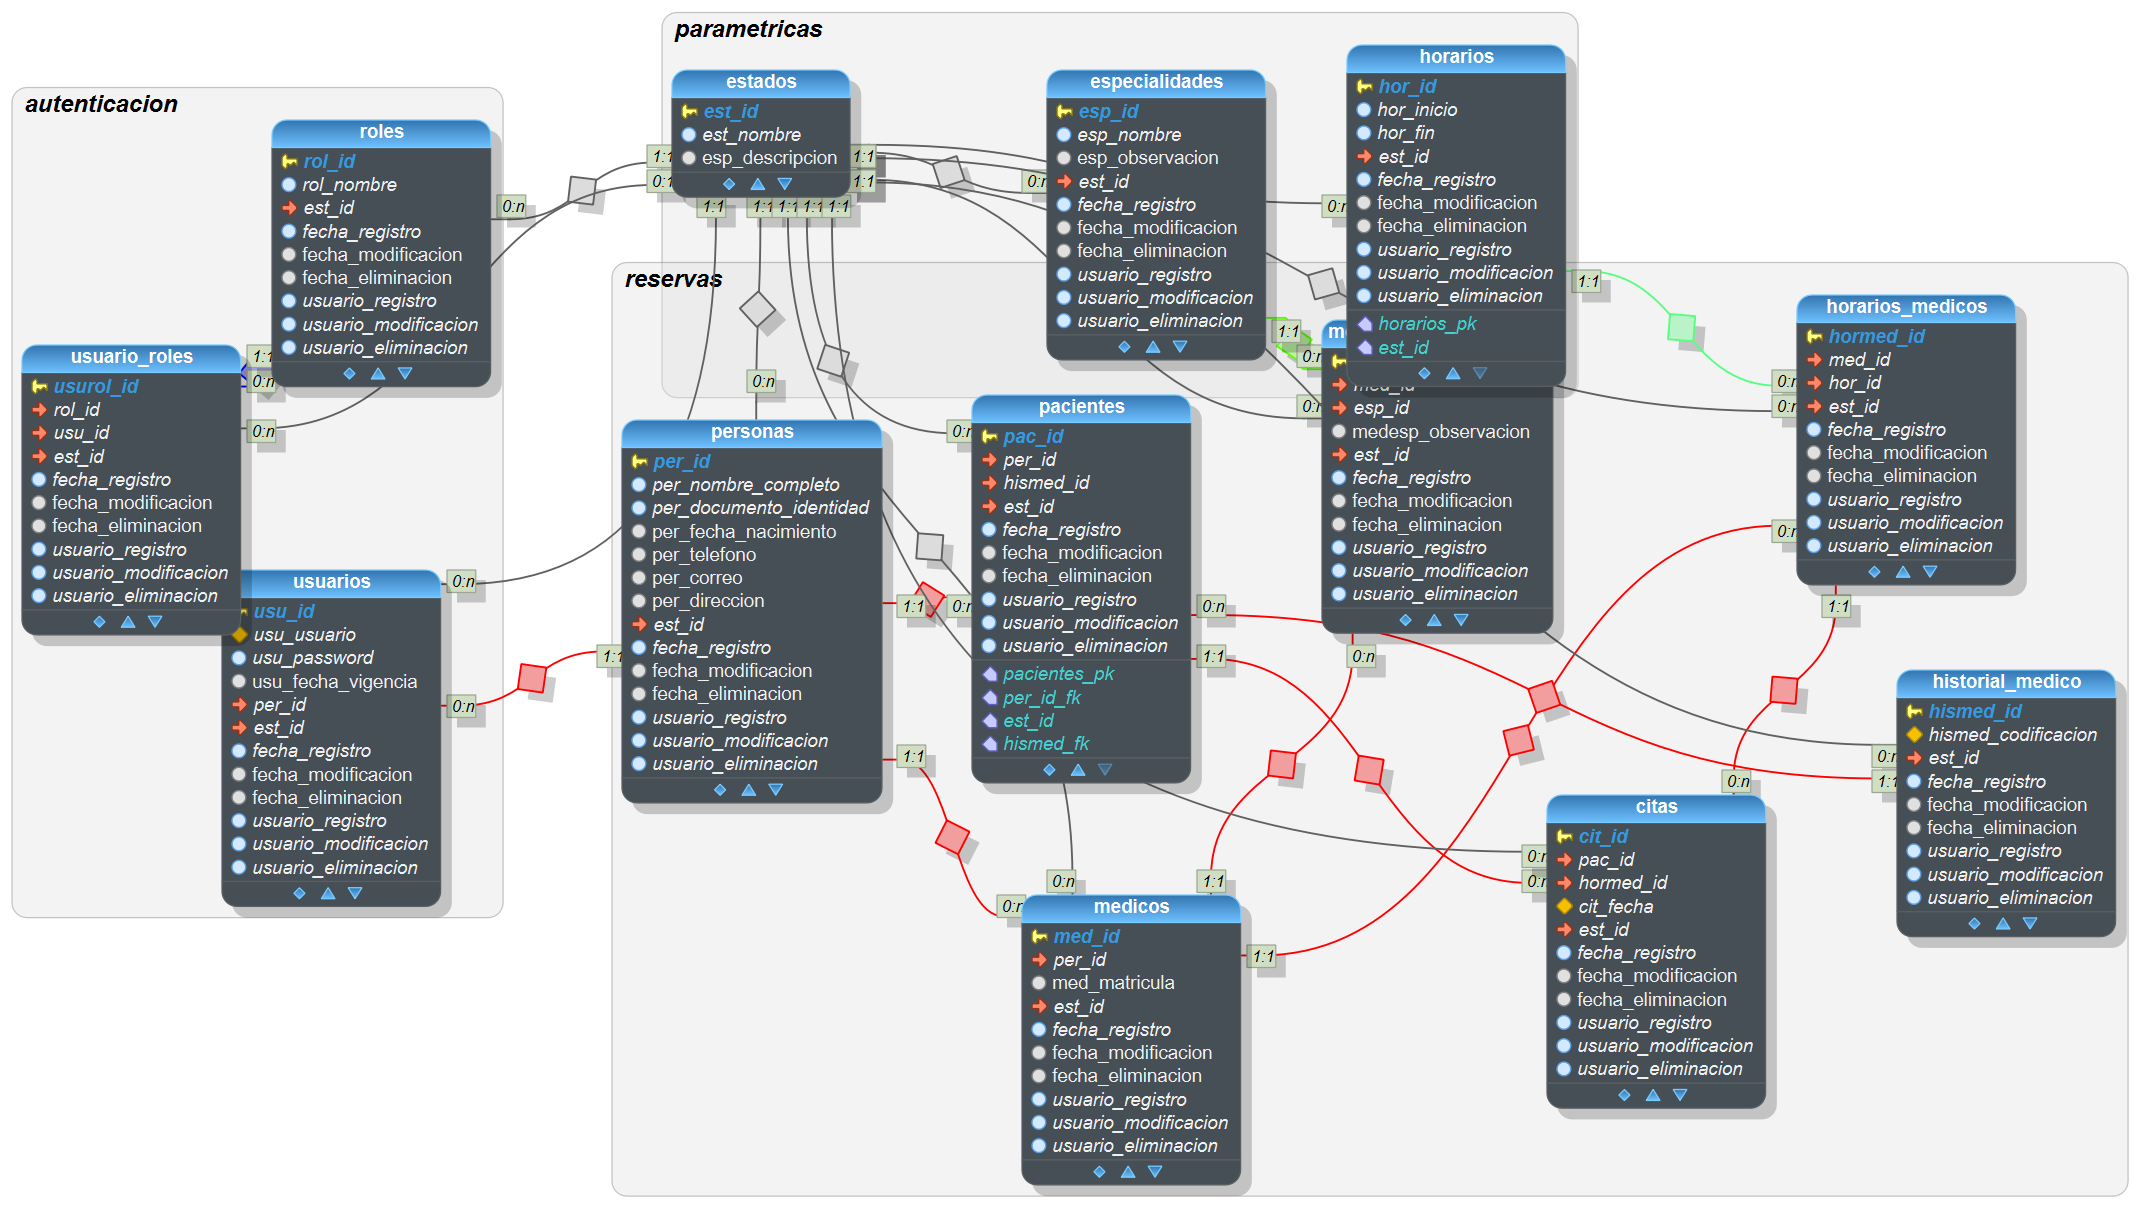 parametricas
autenticacion
reservas
estados
est_id
est_nombre
esp_descripcion
especialidades
esp_id
esp_nombre
esp_observacion
est_id
fecha_registro
fecha_modificacion
fecha_eliminacion
usuario_registro
usuario_modificacion
usuario_eliminacion
horarios
hor_id
hor_inicio
hor_fin
est_id
fecha_registro
fecha_modificacion
fecha_eliminacion
usuario_registro
usuario_modificacion
usuario_eliminacion
horarios_pk
est_id
roles
rol_id
rol_nombre
est_id
fecha_registro
fecha_modificacion
fecha_eliminacion
usuario_registro
usuario_modificacion
usuario_eliminacion
usuario_roles
usurol_id
rol_id
usu_id
est_id
fecha_registro
fecha_modificacion
fecha_eliminacion
usuario_registro
usuario_modificacion
usuario_eliminacion
usuarios
usu_id
usu_usuario
usu_password
usu_fecha_vigencia
per_id
est_id
fecha_registro
fecha_modificacion
fecha_eliminacion
usuario_registro
usuario_modificacion
usuario_eliminacion
personas
per_id
per_nombre_completo
per_documento_identidad
per_fecha_nacimiento
per_telefono
per_correo
per_direccion
est_id
fecha_registro
fecha_modificacion
fecha_eliminacion
usuario_registro
usuario_modificacion
usuario_eliminacion
pacientes
pac_id
per_id
hismed_id
est_id
fecha_registro
fecha_modificacion
fecha_eliminacion
usuario_registro
usuario_modificacion
usuario_eliminacion
pacientes_pk
per_id_fk
est_id
hismed_fk
med_id
esp_id
medesp_observacion
est _id
fecha_registro
fecha_modificacion
fecha_eliminacion
usuario_registro
usuario_modificacion
usuario_eliminacion
horarios_medicos
hormed_id
med_id
hor_id
est_id
fecha_registro
fecha_modificacion
fecha_eliminacion
usuario_registro
usuario_modificacion
usuario_eliminacion
historial_medico
hismed_id
hismed_codificacion
est_id
fecha_registro
fecha_modificacion
fecha_eliminacion
usuario_registro
usuario_modificacion
usuario_eliminacion
medicos
med_id
per_id
med_matricula
est_id
fecha_registro
fecha_modificacion
fecha_eliminacion
usuario_registro
usuario_modificacion
usuario_eliminacion
citas
cit_id
pac_id
hormed_id
cit_fecha
est_id
fecha_registro
fecha_modificacion
fecha_eliminacion
usuario_registro
usuario_modificacion
usuario_eliminacion
1:1
0:1
1:1
1:1
1:1
1:1
1:1
1:1
1:1
0:n
0:n
0:n
1:1
0:n
0:n
0:n
0:n
1:1
0:n
0:n
1:1
0:n
0:n
1:1
0:n
0:n
0:n
0:n
1:1
0:n
1:1
0:n
1:1
0:n
0:n
1:1
1:1
0:n
0:n
1:1
1:1
0:n
0:n
0:n
1:1